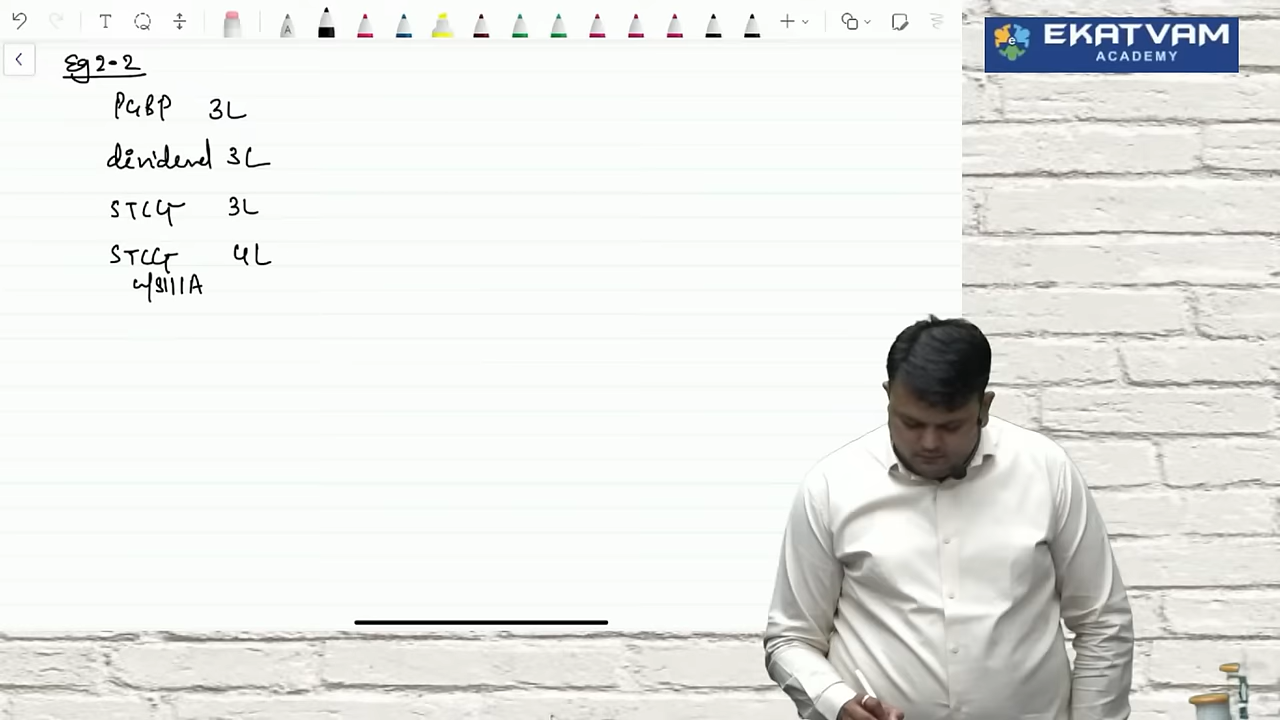 EKATVAM
ACADEMY
Eg 2.2
PGBP 3L
dividend 3L
STCG 3L
STCG 4L
u/s 111A